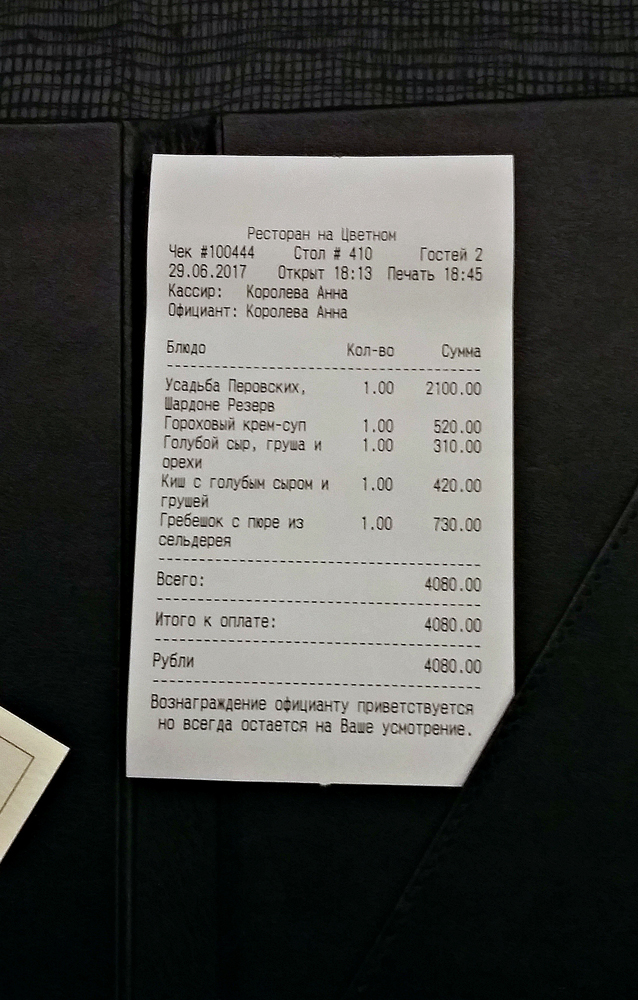 Ресторан на Цветном
Чек #100444 Стол # 410 Гостей 2
29.06.2017 Открыт 18:13 Печать 18:45
Кассир: Королева Анна
Официант: Королева Анна
Блюдо Кол-во Сумма
Усадьба Перовских, 1.00 2100.00
Шардоне Резерв
Гороховый крем-суп 1.00 520.00
Голубой сыр, груша и 1.00 310.00
орехи
Киш с голубым сыром и 1.00 420.00
грушей
Гребешок с пюре из 1.00 730.00
сельдерея
Всего: 4080.00
Итого к оплате: 4080.00
Рубли 4080.00
Вознаграждение официанту приветствуется
но всегда остается на Ваше усмотрение.